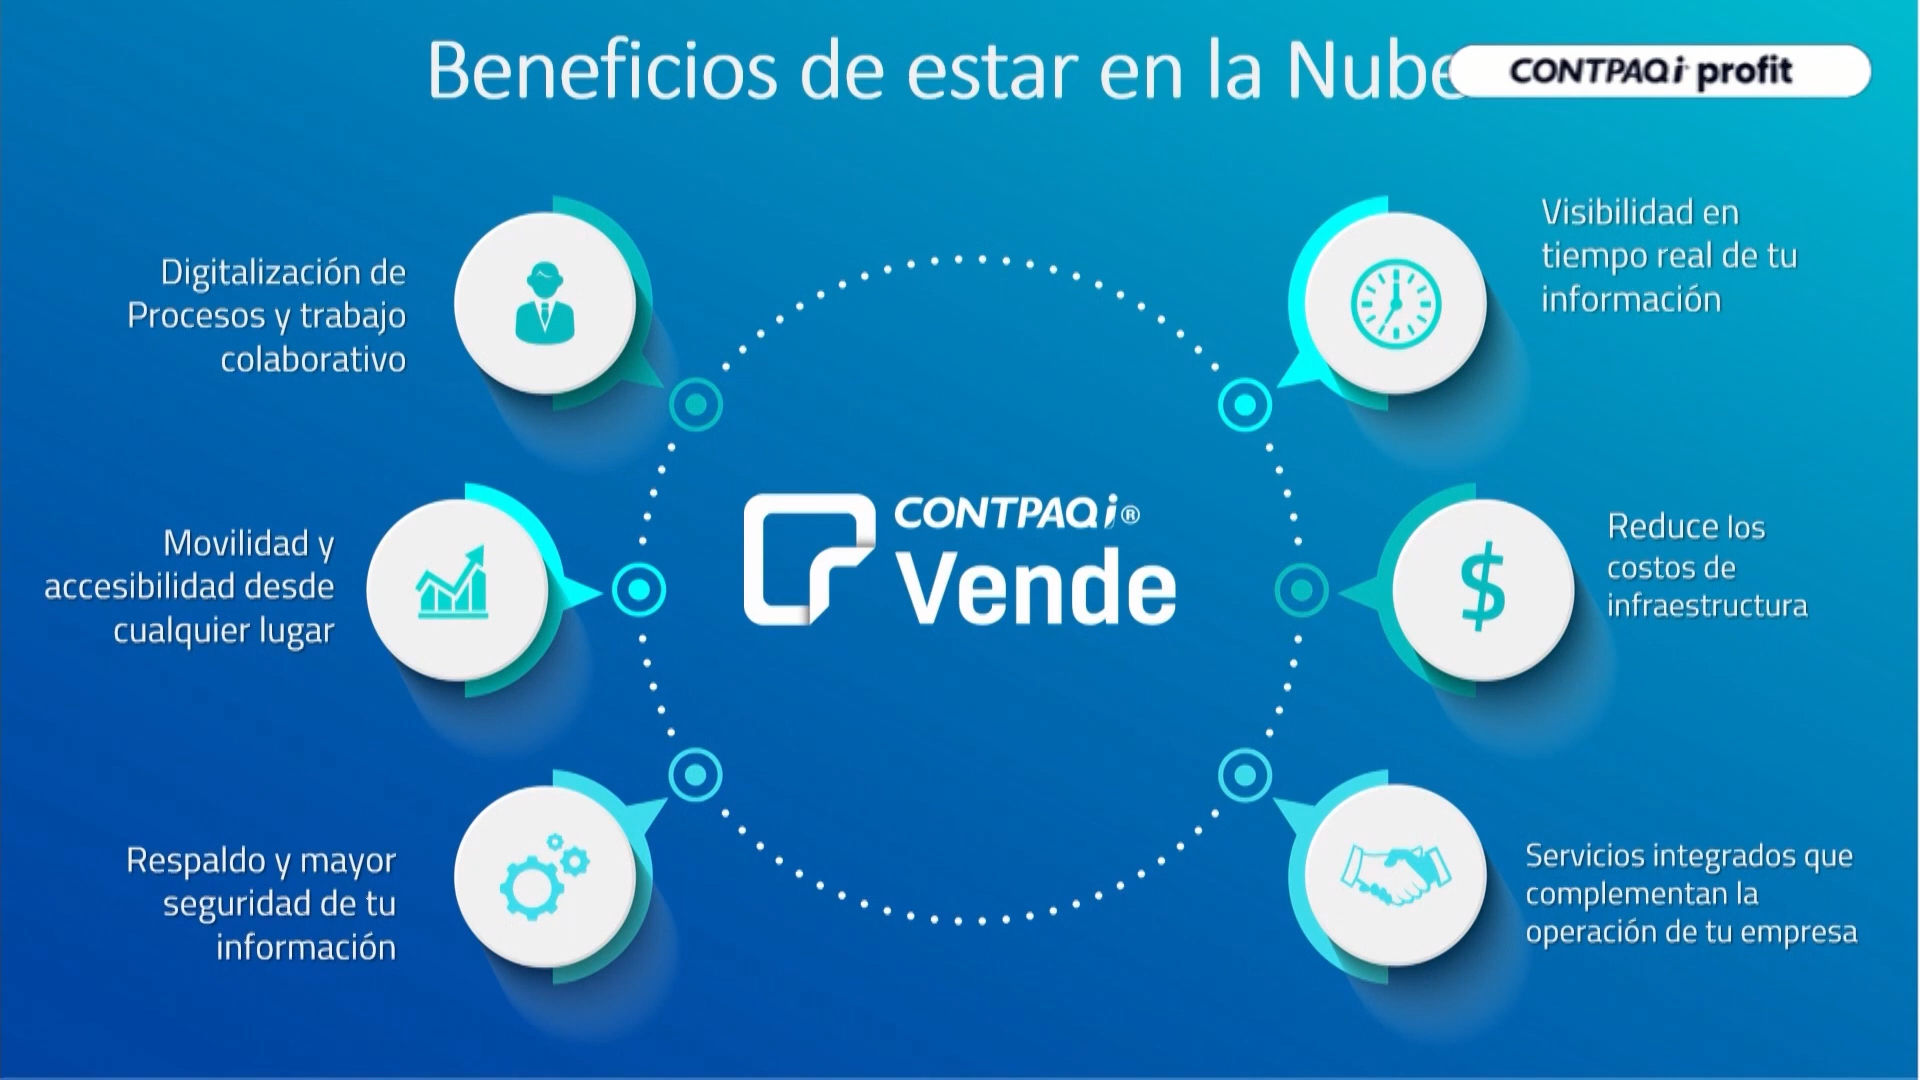 Beneficios de estar en la Nube
CONTPAQi profit
Digitalización de
Procesos y trabajo
colaborativo
Visibilidad en
tiempo real de tu
información
Movilidad y
accesibilidad desde
cualquier lugar
CONTPAQi®
Vende
Reduce los
costos de
infraestructura
Respaldo y mayor
seguridad de tu
información
Servicios integrados que
complementan la
operación de tu empresa